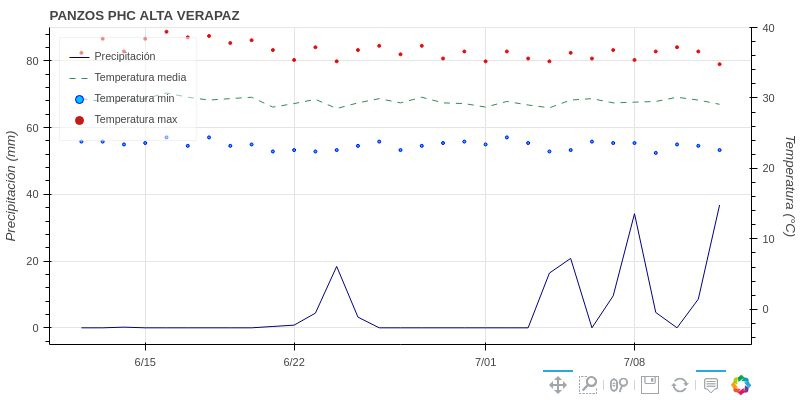 PANZOS PHC ALTA VERAPAZ
Precipitación
Temperatura media
Temperatura min
Temperatura max
Precipitación (mm)
80
60
40
20
0
Temperatura (°C)
40
30
20
10
0
6/15
6/22
7/01
7/08